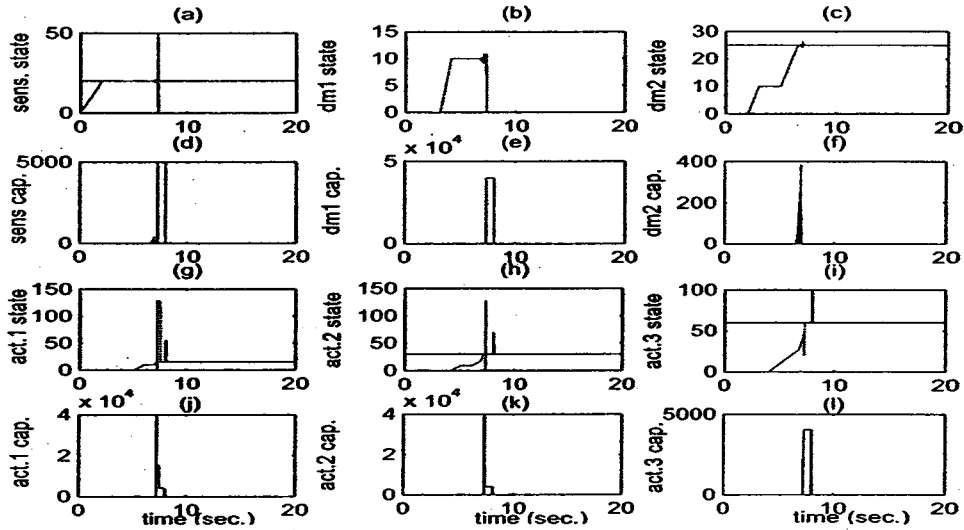 (a) (b) (c)
sens. state 50 0 0 10 20
dm1 state 15 10 5 0 0 10 20
dm2 state 30 20 10 0 0 10 20
(d) x 10^4 (e) (f)
sens cap. 5000 0 0 10 20
dm1 cap. 5 0 0 10 20
dm2 cap. 400 200 0 0 10 20
(g) (h) (i)
act.1 state 150 100 50 0 0 10 20
act.2 state 150 100 50 0 0 10 20
act.3 state 100 50 0 0 10 20
x 10^4 (j) x 10^4 (k) (l)
act.1 cap. 4 2 0 0 10 20
act.2 cap. 4 2 0 0 10 20
act.3 cap. 5000 0 0 10 20
time (sec.) time (sec.) time (sec.)